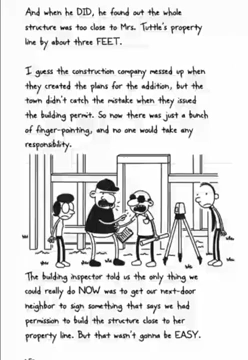 And when he DID, he found out the whole
structure was too close to Mrs. Tuttle's property
line by about three FEET.
I guess the construction company messed up when
they created the plans for the addition, but the
town didn't catch the mistake when they issued
the building permit. So now there was just a bunch
of finger-pointing, and no one would take any
responsibility.
The building inspector told us the only thing we
could really do NOW was to get our next-door
neighbor to sign something that says we had
permission to build the structure close to her
property line. But that wasn't gonna be EASY.